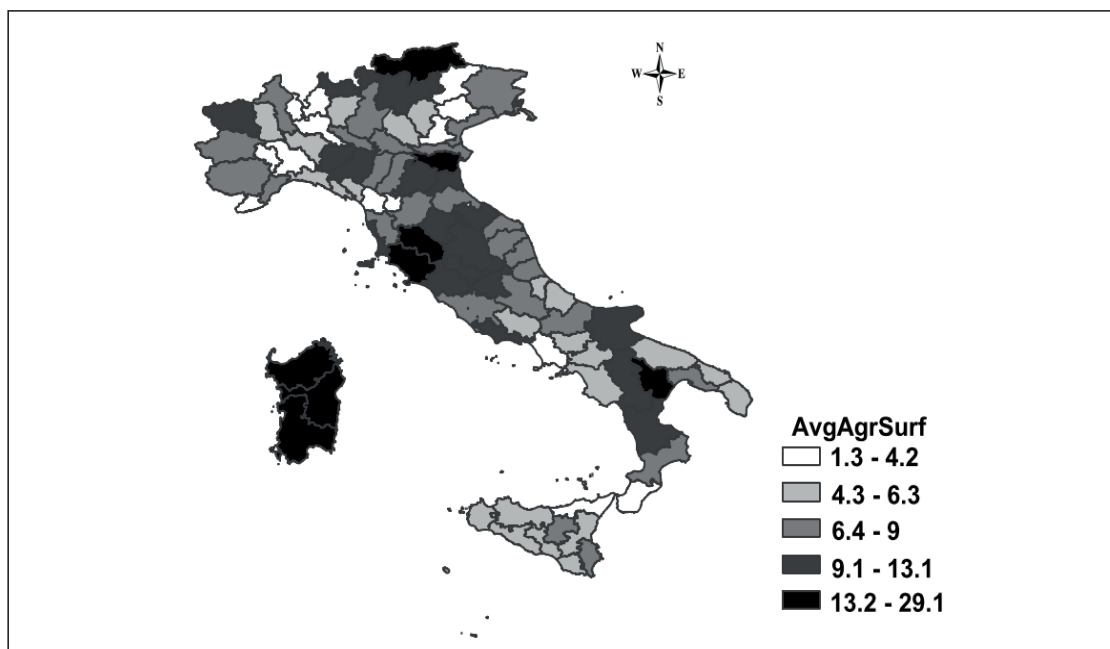 N
W E
S
AvgAgrSurf
1.3 - 4.2
4.3 - 6.3
6.4 - 9
9.1 - 13.1
13.2 - 29.1